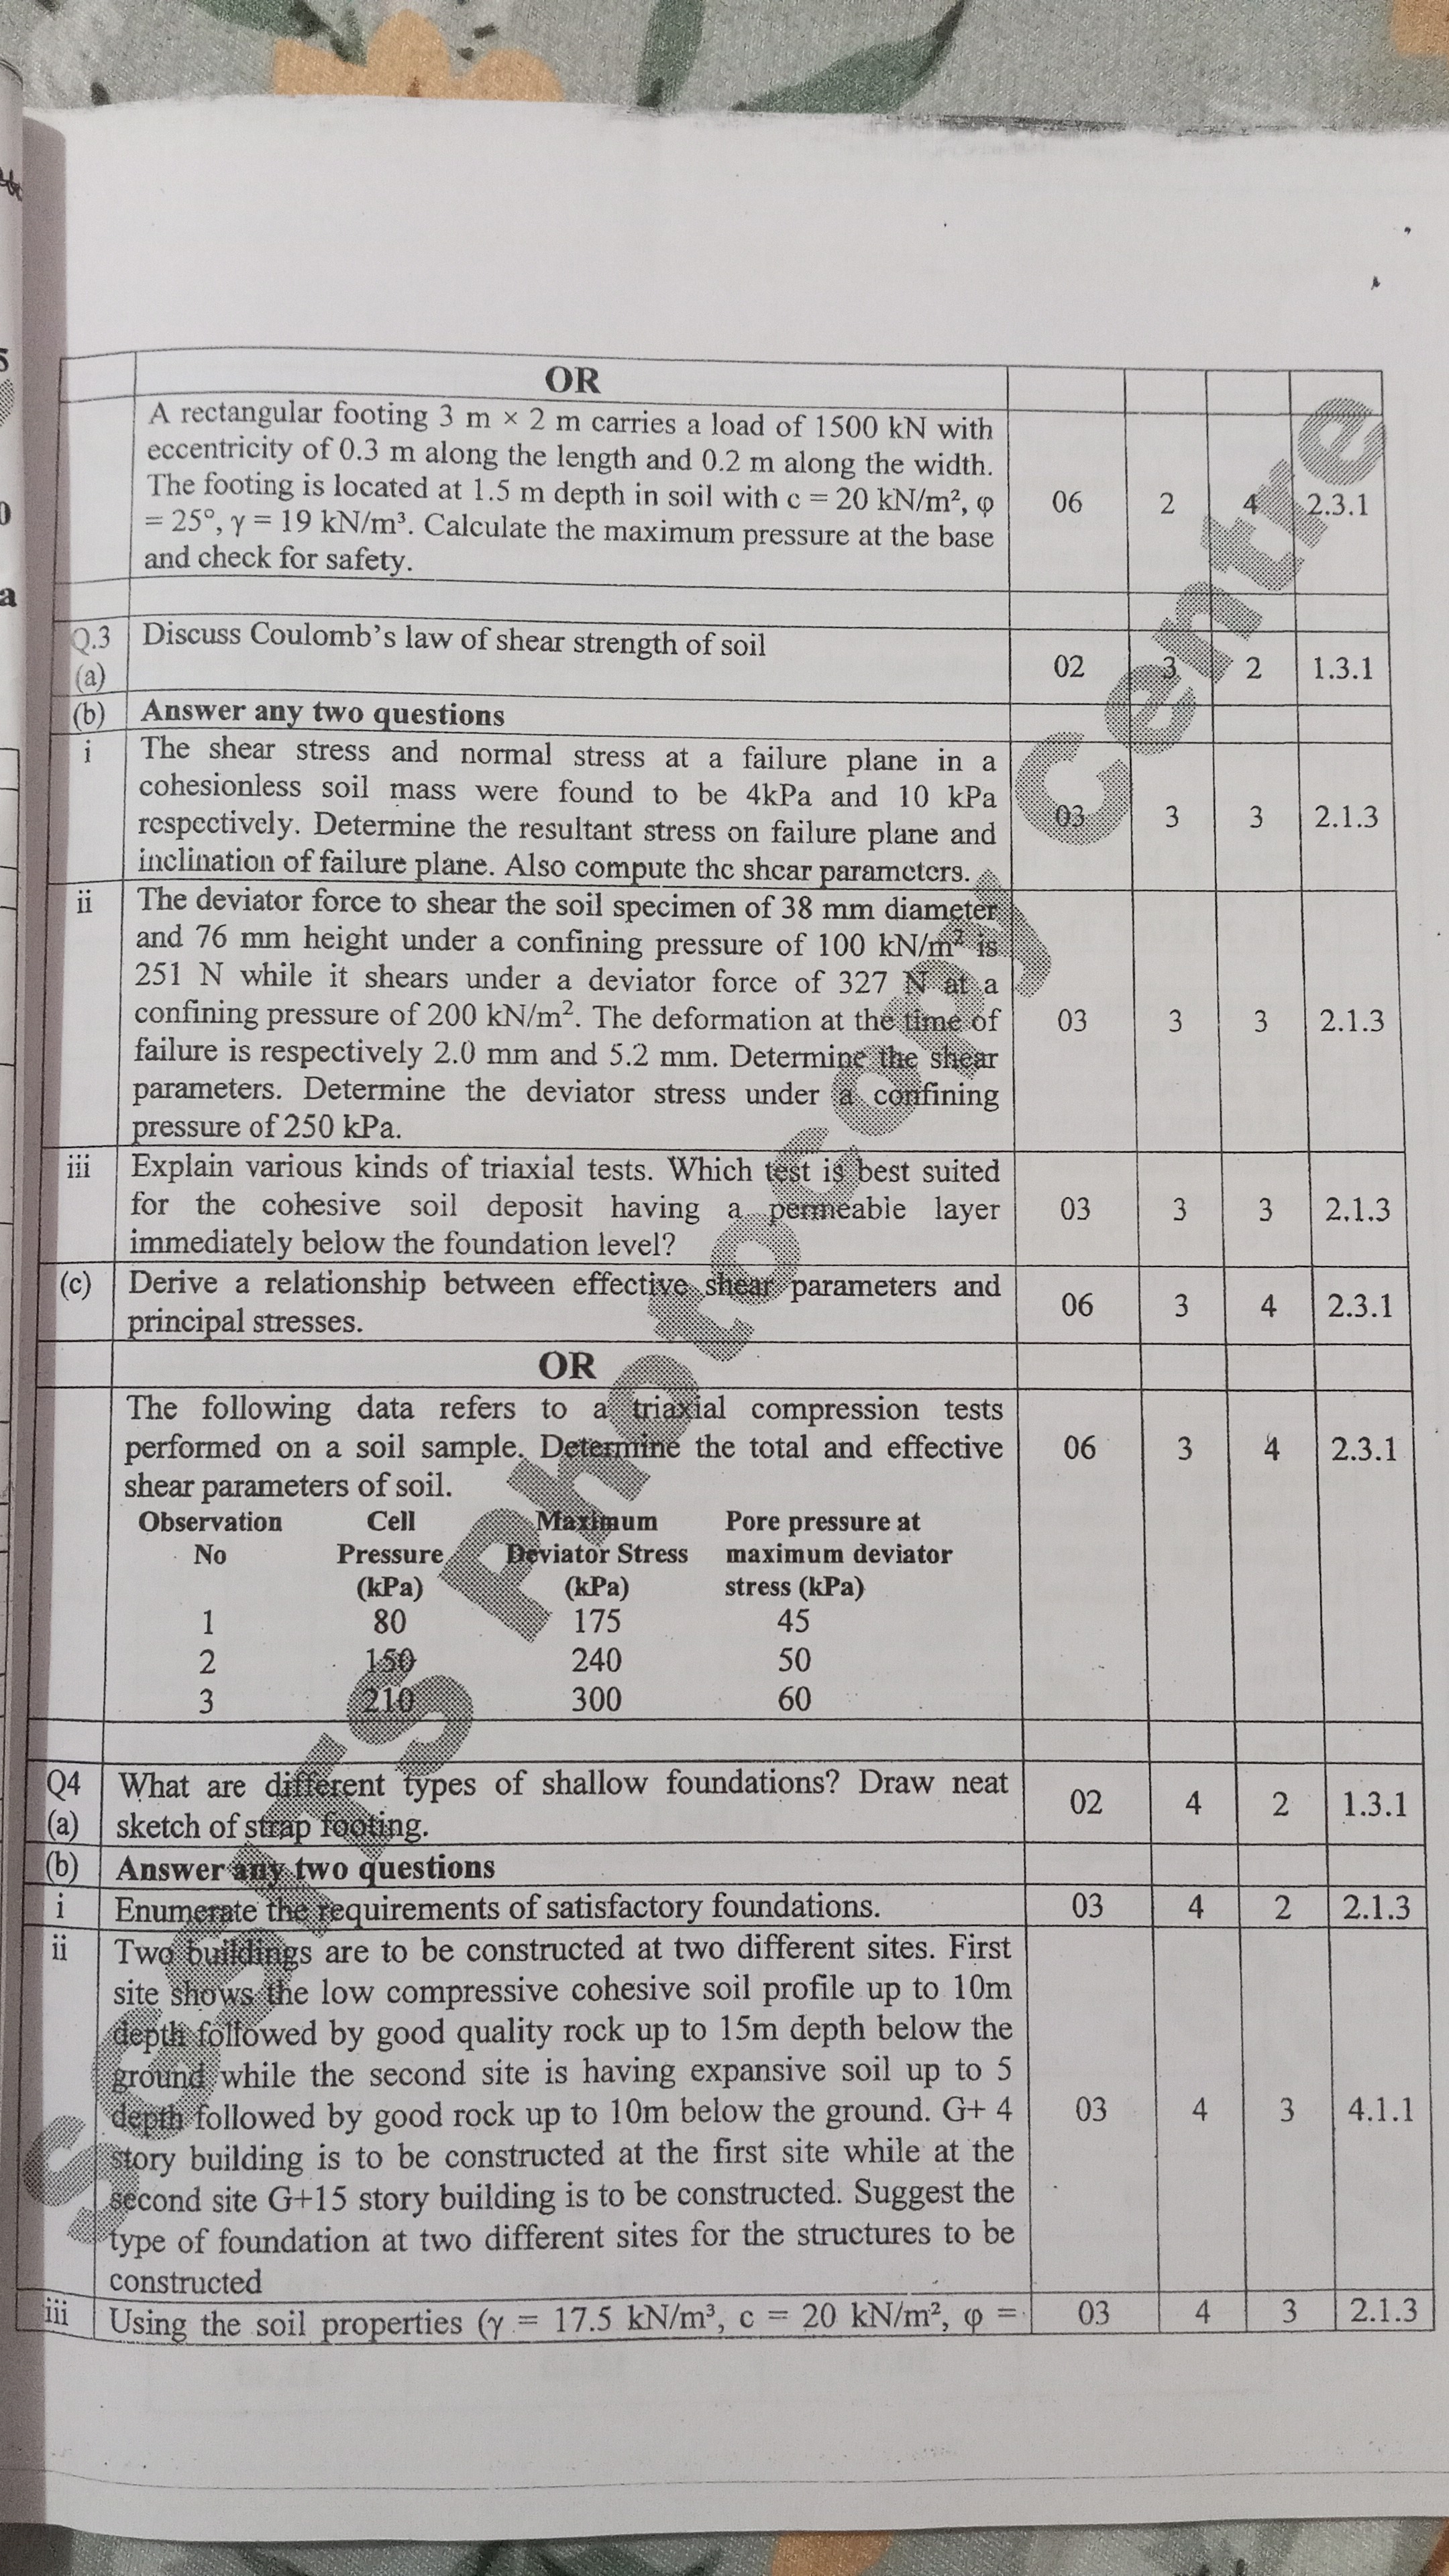 OR
A rectangular footing 3 m × 2 m carries a load of 1500 kN with
eccentricity of 0.3 m along the length and 0.2 m along the width.
The footing is located at 1.5 m depth in soil with c = 20 kN/m², φ
= 25°, γ = 19 kN/m³. Calculate the maximum pressure at the base
and check for safety.
06 2 4 2.3.1
Q.3 Discuss Coulomb's law of shear strength of soil
(a)
02 3 2 1.3.1
(b) Answer any two questions
i The shear stress and normal stress at a failure plane in a
cohesionless soil mass were found to be 4kPa and 10 kPa
respectively. Determine the resultant stress on failure plane and
inclination of failure plane. Also compute the shear parameters.
03 3 3 2.1.3
ii The deviator force to shear the soil specimen of 38 mm diameter
and 76 mm height under a confining pressure of 100 kN/m² is
251 N while it shears under a deviator force of 327 N at a
confining pressure of 200 kN/m². The deformation at the time of
failure is respectively 2.0 mm and 5.2 mm. Determine the shear
parameters. Determine the deviator stress under a confining
pressure of 250 kPa.
03 3 3 2.1.3
iii Explain various kinds of triaxial tests. Which test is best suited
for the cohesive soil deposit having a permeable layer
immediately below the foundation level?
03 3 3 2.1.3
(c) Derive a relationship between effective shear parameters and
principal stresses.
06 3 4 2.3.1
OR
The following data refers to a triaxial compression tests
performed on a soil sample. Determine the total and effective
shear parameters of soil.
06 3 4 2.3.1
Observation Cell Maximum Pore pressure at
No Pressure Deviator Stress maximum deviator
(kPa) (kPa) stress (kPa)
1 80 175 45
2 150 240 50
3 210 300 60
Q4 What are different types of shallow foundations? Draw neat
(a) sketch of strap footing.
02 4 2 1.3.1
(b) Answer any two questions
i Enumerate the requirements of satisfactory foundations. 03 4 2 2.1.3
ii Two buildings are to be constructed at two different sites. First
site shows the low compressive cohesive soil profile up to 10m
depth followed by good quality rock up to 15m depth below the
ground while the second site is having expansive soil up to 5
depth followed by good rock up to 10m below the ground. G+ 4
story building is to be constructed at the first site while at the
second site G+15 story building is to be constructed. Suggest the
type of foundation at two different sites for the structures to be
constructed
03 4 3 4.1.1
iii Using the soil properties (γ = 17.5 kN/m³, c = 20 kN/m², φ = 03 4 3 2.1.3
Photocopy Centre